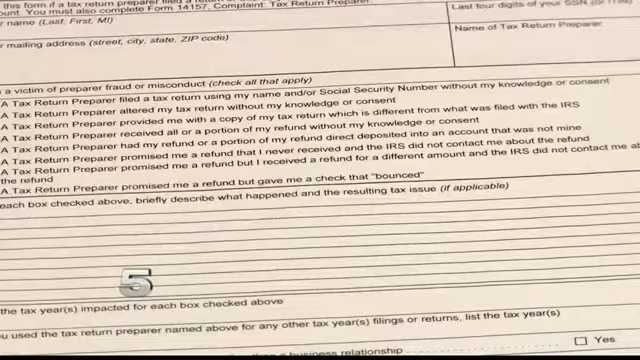 this form if a tax return preparer filed a
You must also complete Form 14157, Complaint: Tax Return Preparer
name (Last, First, MI)
Last four digits of your SSN
mailing address (street, city, state, ZIP code)
Name of Tax Return Preparer
a victim of preparer fraud or misconduct (check all that apply)
A Tax Return Preparer filed a tax return using my name and/or Social Security Number without my knowledge or consent
A Tax Return Preparer altered my tax return without my knowledge or consent
A Tax Return Preparer provided me with a copy of my tax return which is different from what was filed with the IRS
A Tax Return Preparer received all or a portion of my refund without my knowledge or consent
A Tax Return Preparer had my refund or a portion of my refund direct deposited into an account that was not mine
A Tax Return Preparer promised me a refund that I never received and the IRS did not contact me about the refund
A Tax Return Preparer promised me a refund but I received a refund for a different amount and the IRS did not contact me
the refund
A Tax Return Preparer promised me a refund but gave me a check that "bounced"
each box checked above, briefly describe what happened and the resulting tax issue (if applicable)
5
the tax year(s) impacted for each box checked above
used the tax return preparer named above for any other tax year(s) filings or returns, list the tax year(s)
a business relationship
Yes